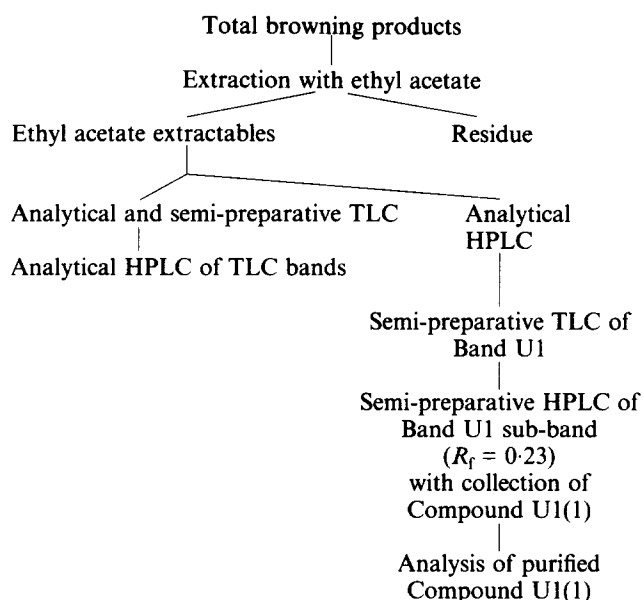 Total browning products
Extraction with ethyl acetate
Ethyl acetate extractables
Residue
Analytical and semi-preparative TLC
Analytical HPLC of TLC bands
Analytical
HPLC
Semi-preparative TLC of
Band U1
Semi-preparative HPLC of
Band U1 sub-band
(Rf = 0·23)
with collection of
Compound U1(1)
Analysis of purified
Compound U1(1)